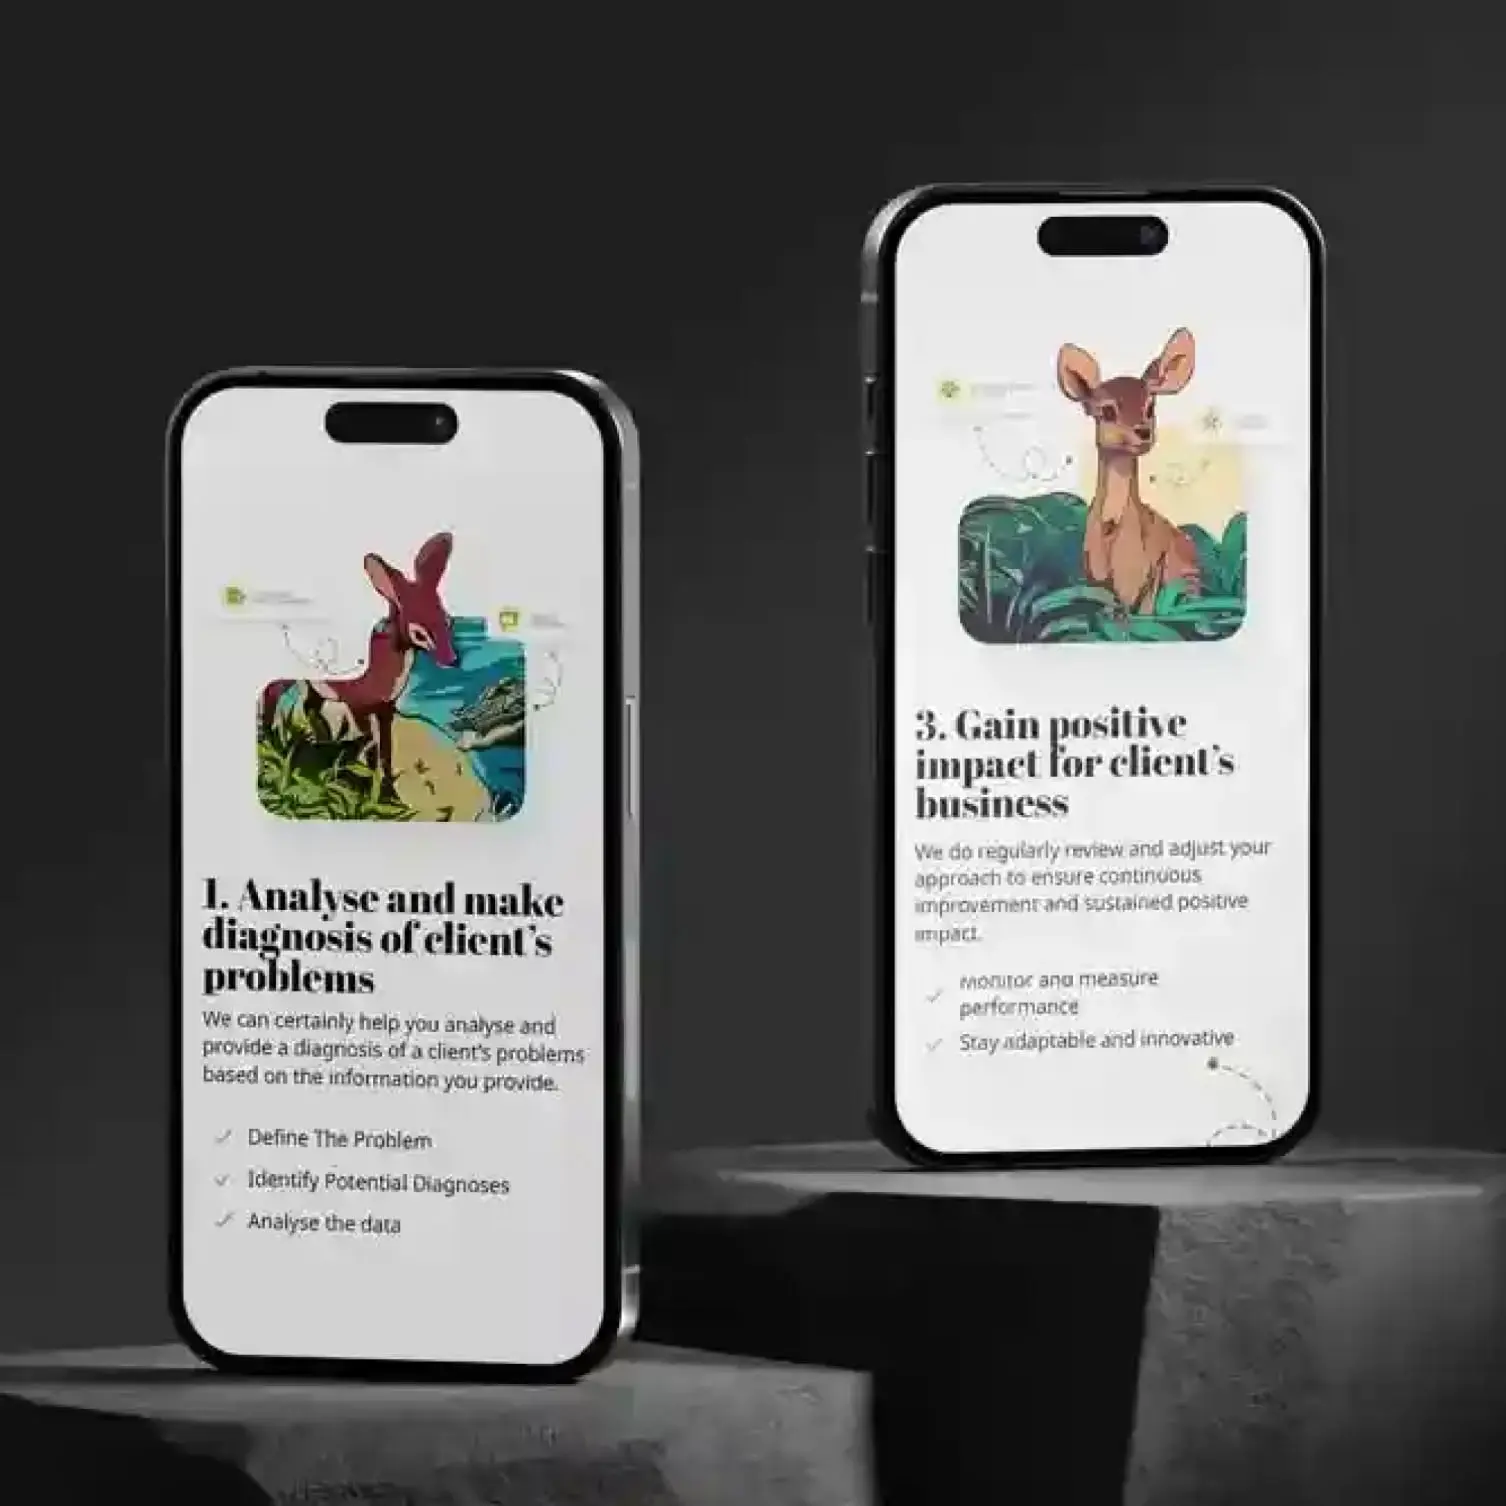 1. Analyse and make
diagnosis of client's
problems
We can certainly help you analyse and
provide a diagnosis of a client's problems
based on the information you provide.
Define The Problem
Identify Potential Diagnoses
Analyse the data
3. Gain positive
impact for client's
business
We do regularly review and adjust your
approach to ensure continuous
improvement and sustained positive
impact.
Monitor and measure
performance
Stay adaptable and innovative